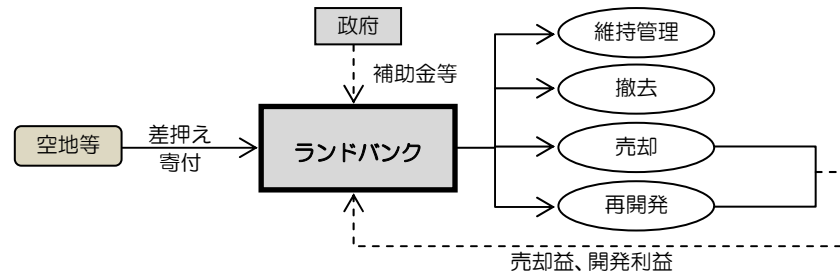 政府
補助金等
空地等
差押え
寄付
ランドバンク
維持管理
撤去
売却
再開発
売却益、開発利益